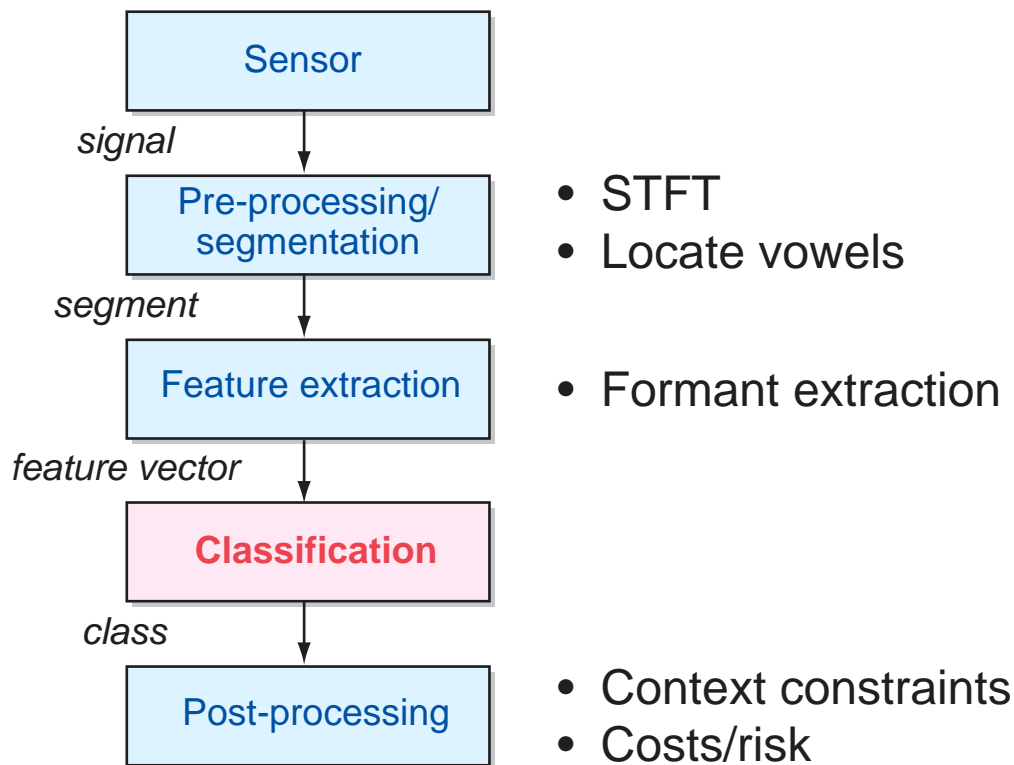 Sensor
signal
Pre-processing/
segmentation
• STFT
• Locate vowels
segment
Feature extraction
• Formant extraction
feature vector
Classification
class
Post-processing
• Context constraints
• Costs/risk